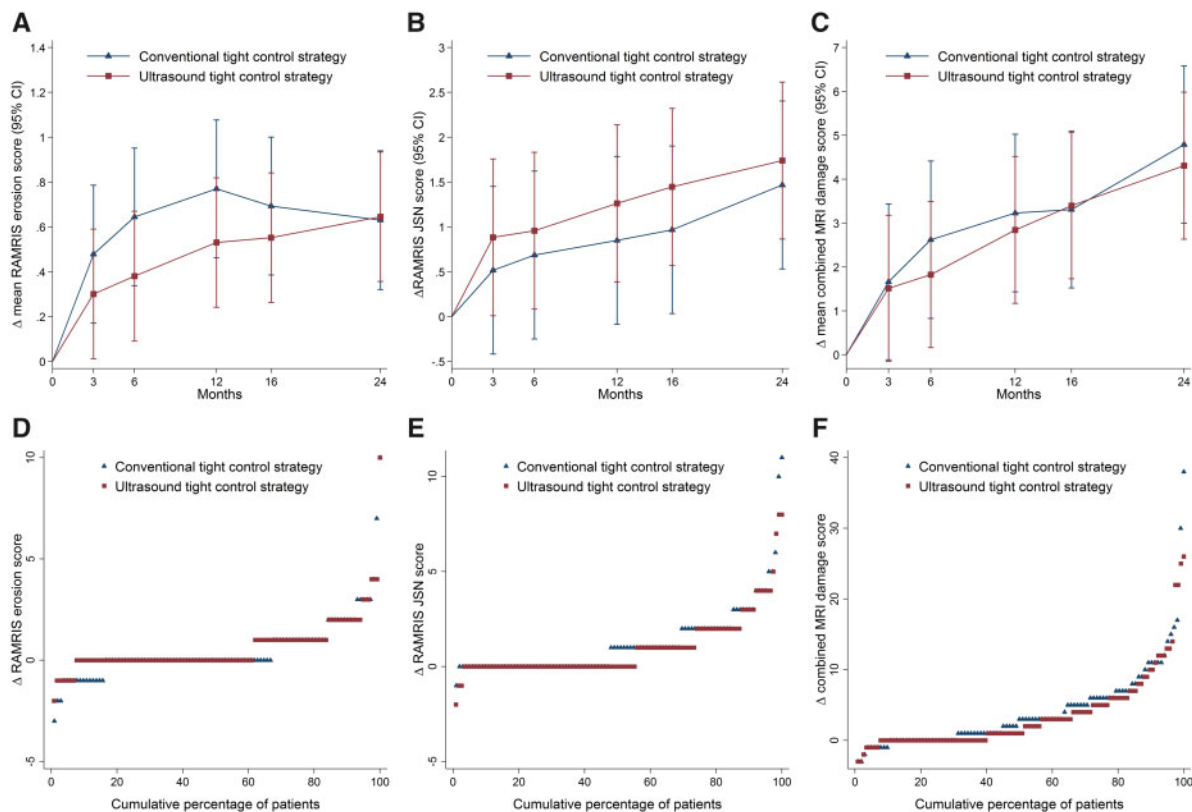 A
Δ mean RAMRIS erosion score (95% CI)
1.4
1.2
1
.8
.6
.4
.2
0
Conventional tight control strategy
Ultrasound tight control strategy
0
3
6
12
16
24
Months
B
ΔRAMRIS JSN score (95% CI)
3
2.5
2
1.5
1
.5
0
-.5
Conventional tight control strategy
Ultrasound tight control strategy
0
3
6
12
16
24
Months
C
Δ mean combined MRI damage score (95% CI)
7
6
5
4
3
2
1
0
Conventional tight control strategy
Ultrasound tight control strategy
0
3
6
12
16
24
Months
D
Δ RAMRIS erosion score
10
5
0
-5
Conventional tight control strategy
Ultrasound tight control strategy
0
20
40
60
80
100
Cumulative percentage of patients
E
Δ RAMRIS JSN score
10
5
0
-5
Conventional tight control strategy
Ultrasound tight control strategy
0
20
40
60
80
100
Cumulative percentage of patients
F
Δ combined MRI damage score
40
30
20
10
0
Conventional tight control strategy
Ultrasound tight control strategy
0
20
40
60
80
100
Cumulative percentage of patients